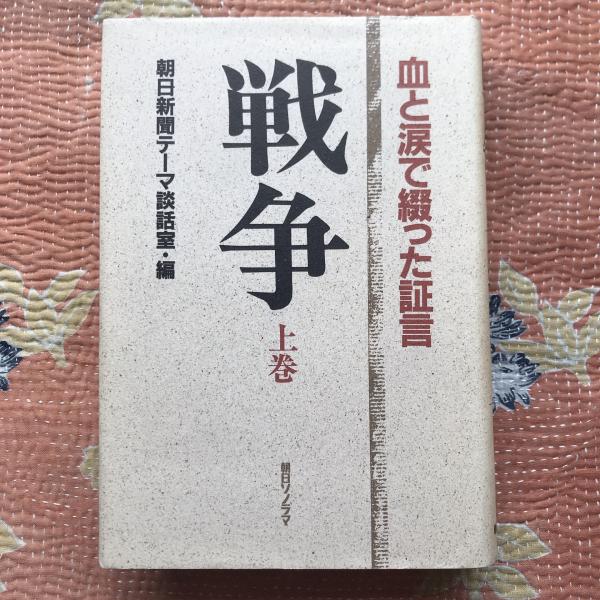 血と涙で綴った証言
戦争
上巻
朝日新聞テーマ談話室・編
朝日ソノラマ